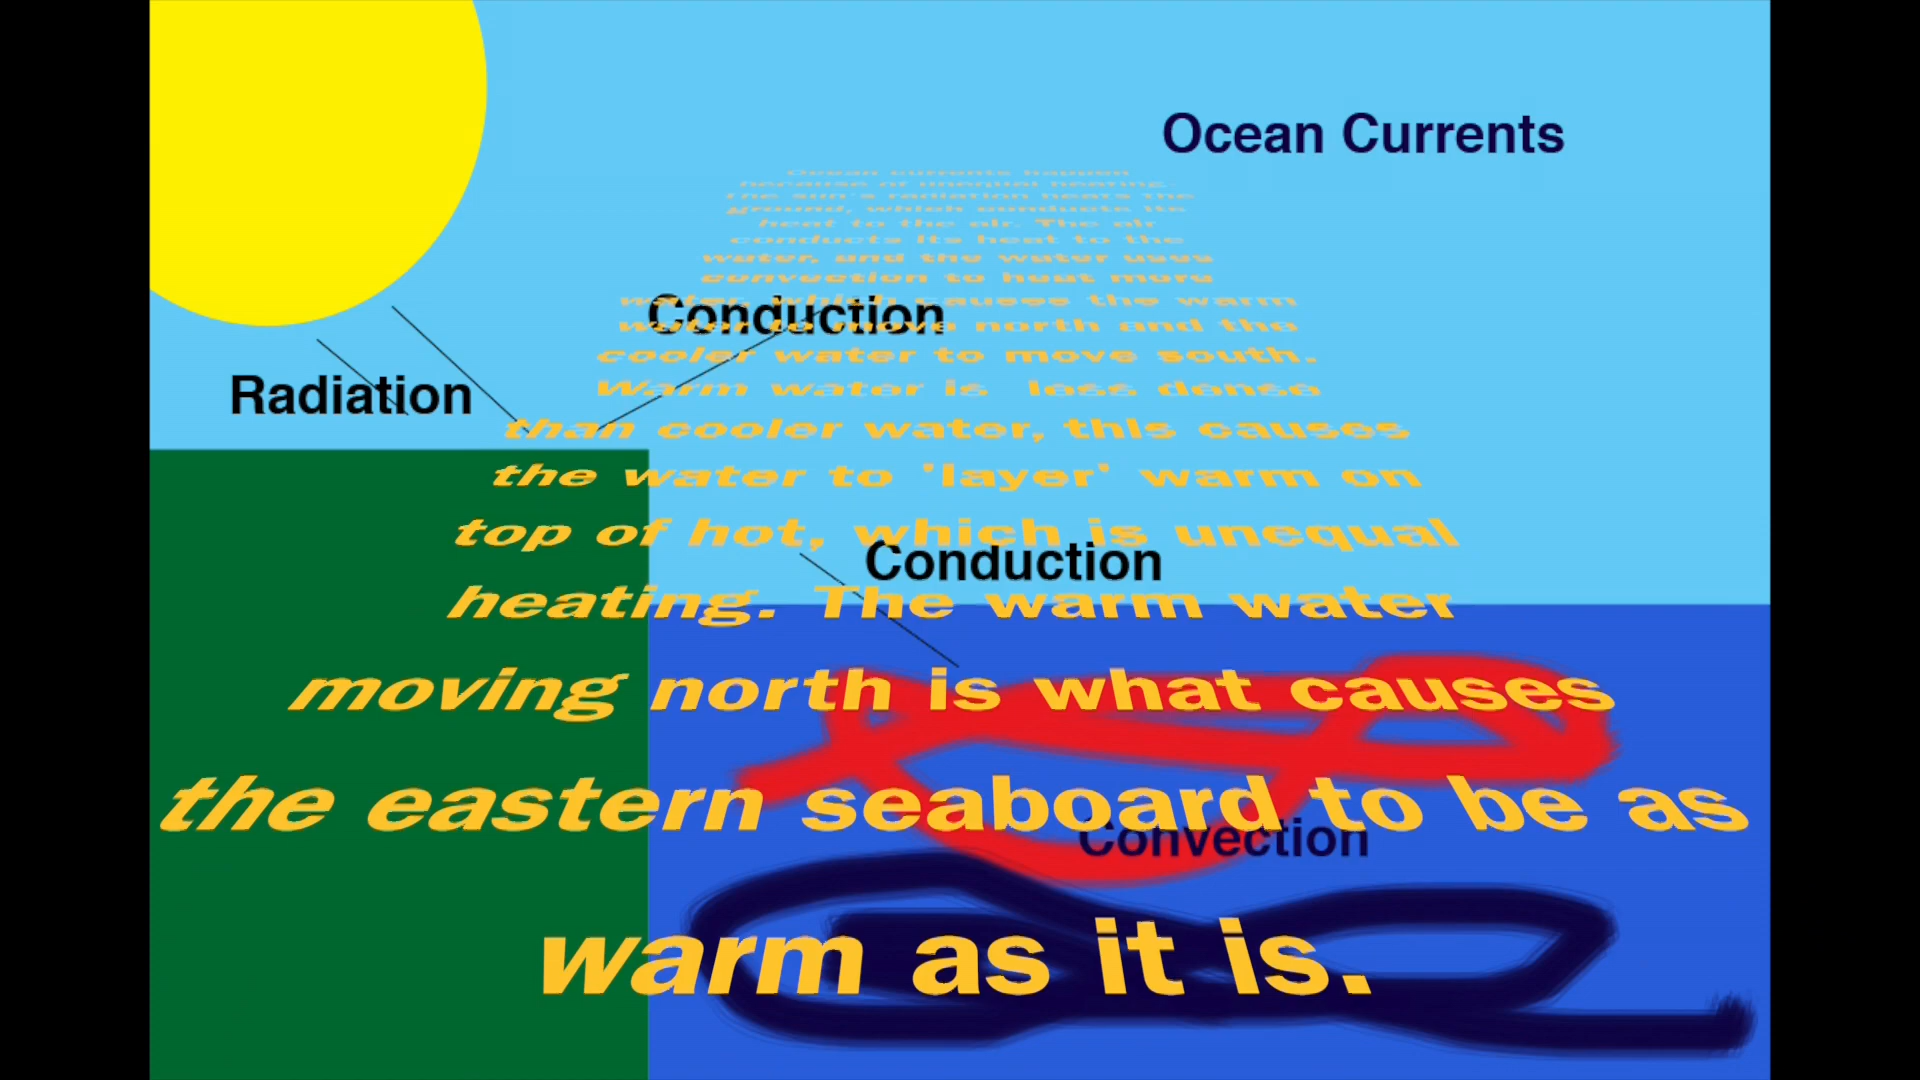 Ocean Currents
Ocean currents happen
because of unequal heating.
The sun's radiation hears the
ground, which conducts its
heat to the air. The air
conducts its heat to the
water, and the water uses
convection to heat more
water, which causes the warm
water to move north and the
cooler water to move south.
Warm water is less dense
than cooler water, this causes
the water to 'layer' warm on
top of hot, which is unequal
heating. The warm water
moving north is what causes
the eastern seaboard to be as
warm as it is.
Conduction
Radiation
Conduction
Convection